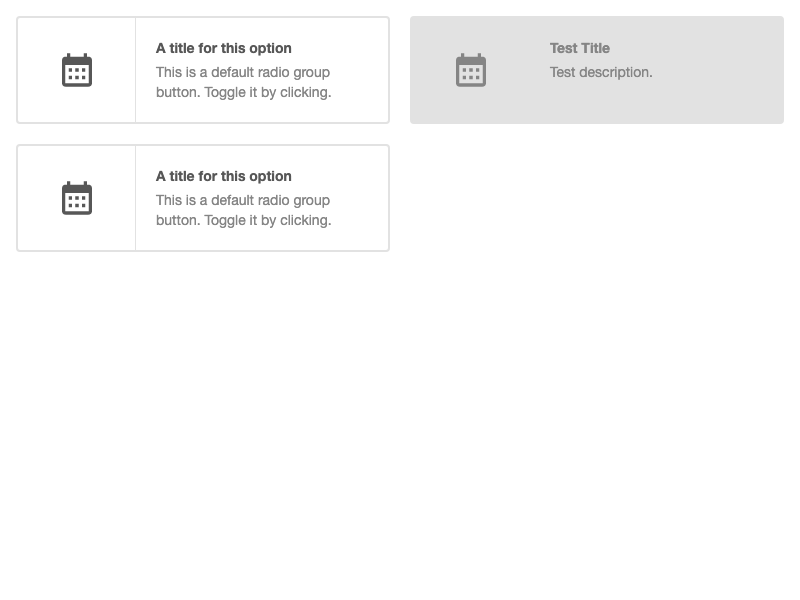 A title for this option
This is a default radio group
button. Toggle it by clicking.
Test Title
Test description.
A title for this option
This is a default radio group
button. Toggle it by clicking.